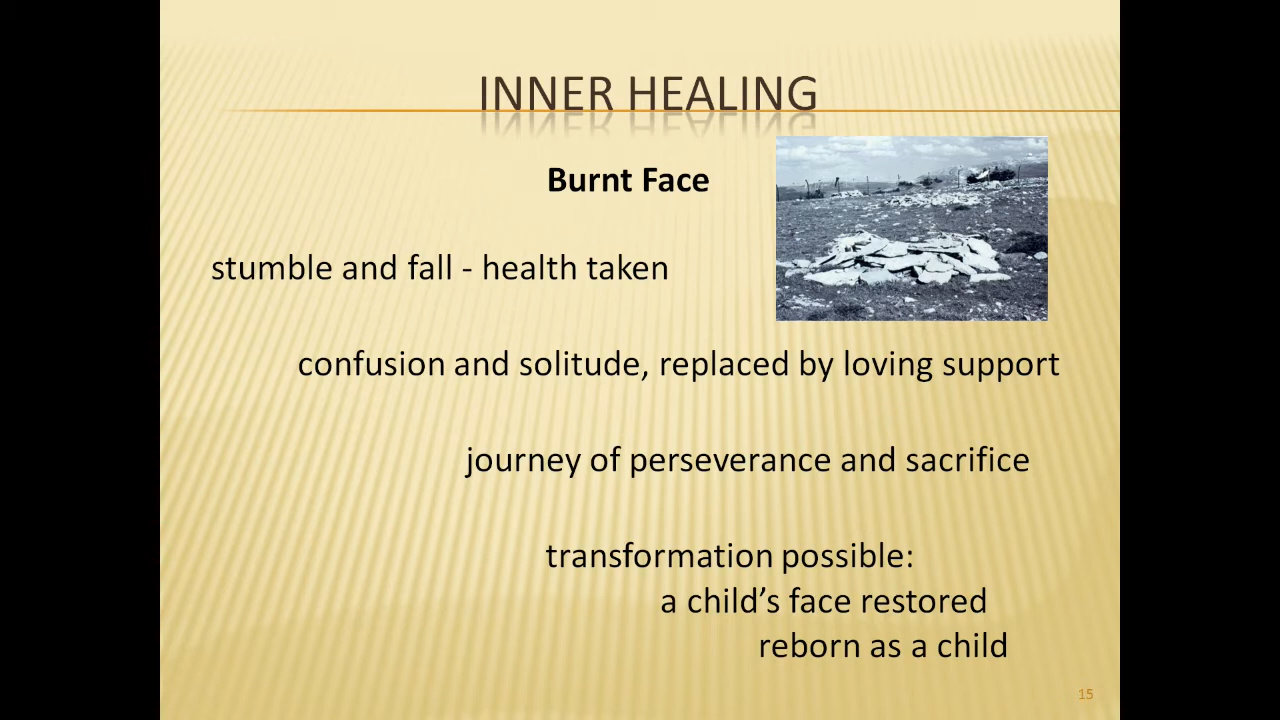 INNER HEALING
Burnt Face
stumble and fall - health taken
confusion and solitude, replaced by loving support
journey of perseverance and sacrifice
transformation possible:
a child’s face restored
reborn as a child
15